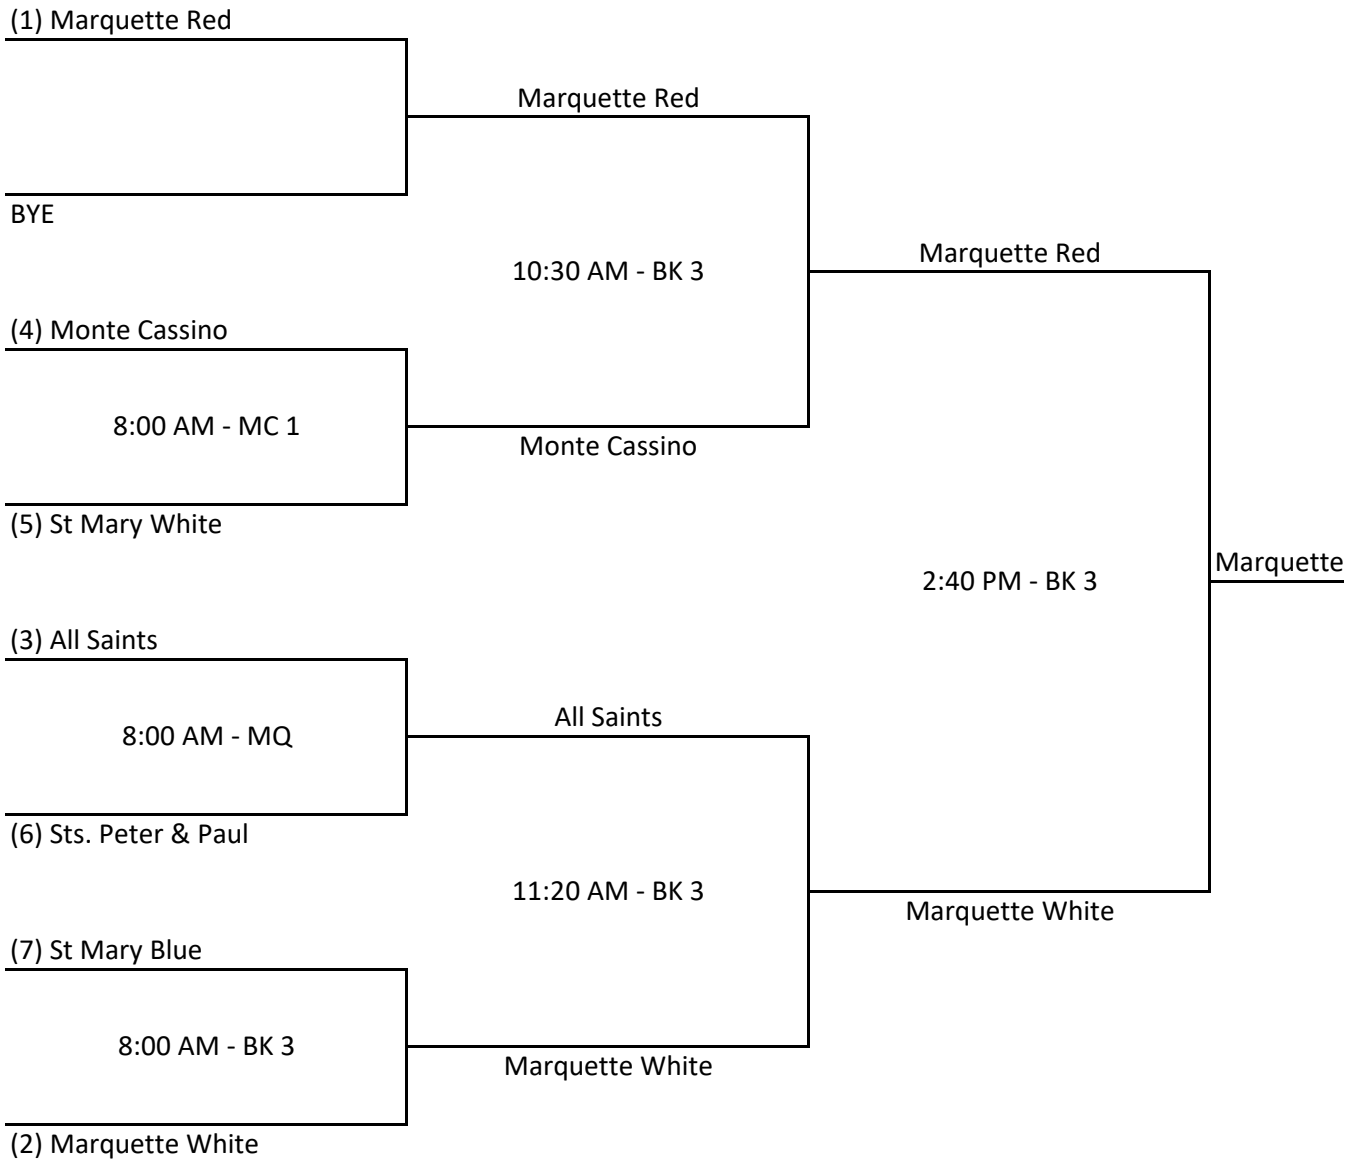 (1) Marquette Red
Marquette Red
BYE
Marquette Red
10:30 AM - BK 3
(4) Monte Cassino
8:00 AM - MC 1
Monte Cassino
(5) St Mary White
Marquette
2:40 PM - BK 3
(3) All Saints
All Saints
8:00 AM - MQ
(6) Sts. Peter & Paul
11:20 AM - BK 3
Marquette White
(7) St Mary Blue
8:00 AM - BK 3
Marquette White
(2) Marquette White